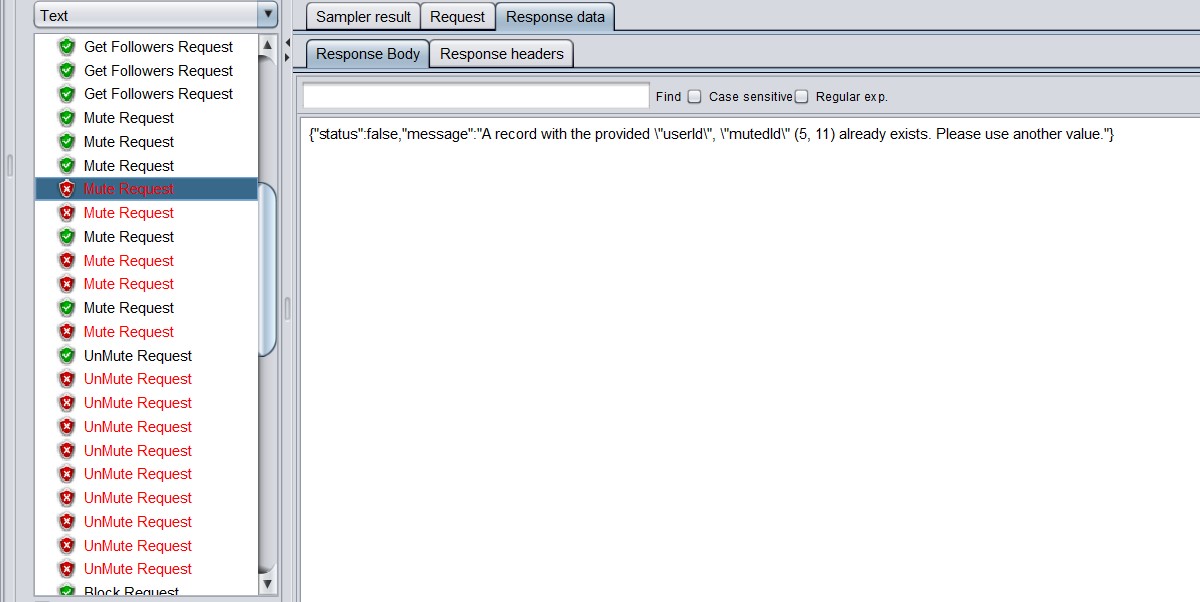 Text
Get Followers Request
Get Followers Request
Get Followers Request
Mute Request
Mute Request
Mute Request
Mute Request
Mute Request
Mute Request
Mute Request
Mute Request
Mute Request
Mute Request
UnMute Request
UnMute Request
UnMute Request
UnMute Request
UnMute Request
UnMute Request
UnMute Request
UnMute Request
UnMute Request
UnMute Request
Block Request
Sampler result Request Response data
Response Body Response headers
Find Case sensitive Regular exp.
{"status":false,"message":"A record with the provided \"userId\", \"mutedId\" (5, 11) already exists. Please use another value."}